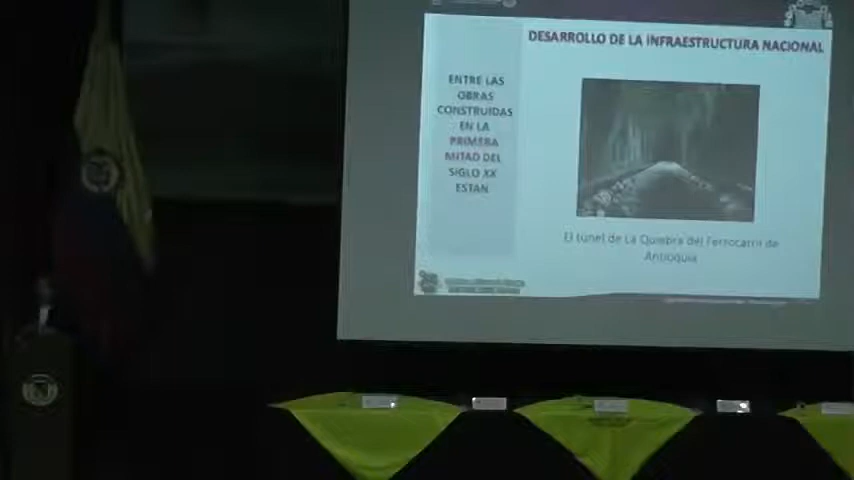 DESARROLLO DE LA INFRAESTRUCTURA NACIONAL
ENTRE LAS
OBRAS
CONSTRUIDAS
EN LA
PRIMERA
MITAD DEL
SIGLO XX
ESTAN
El túnel de La Quiebra del Ferrocarril de
Antioquia